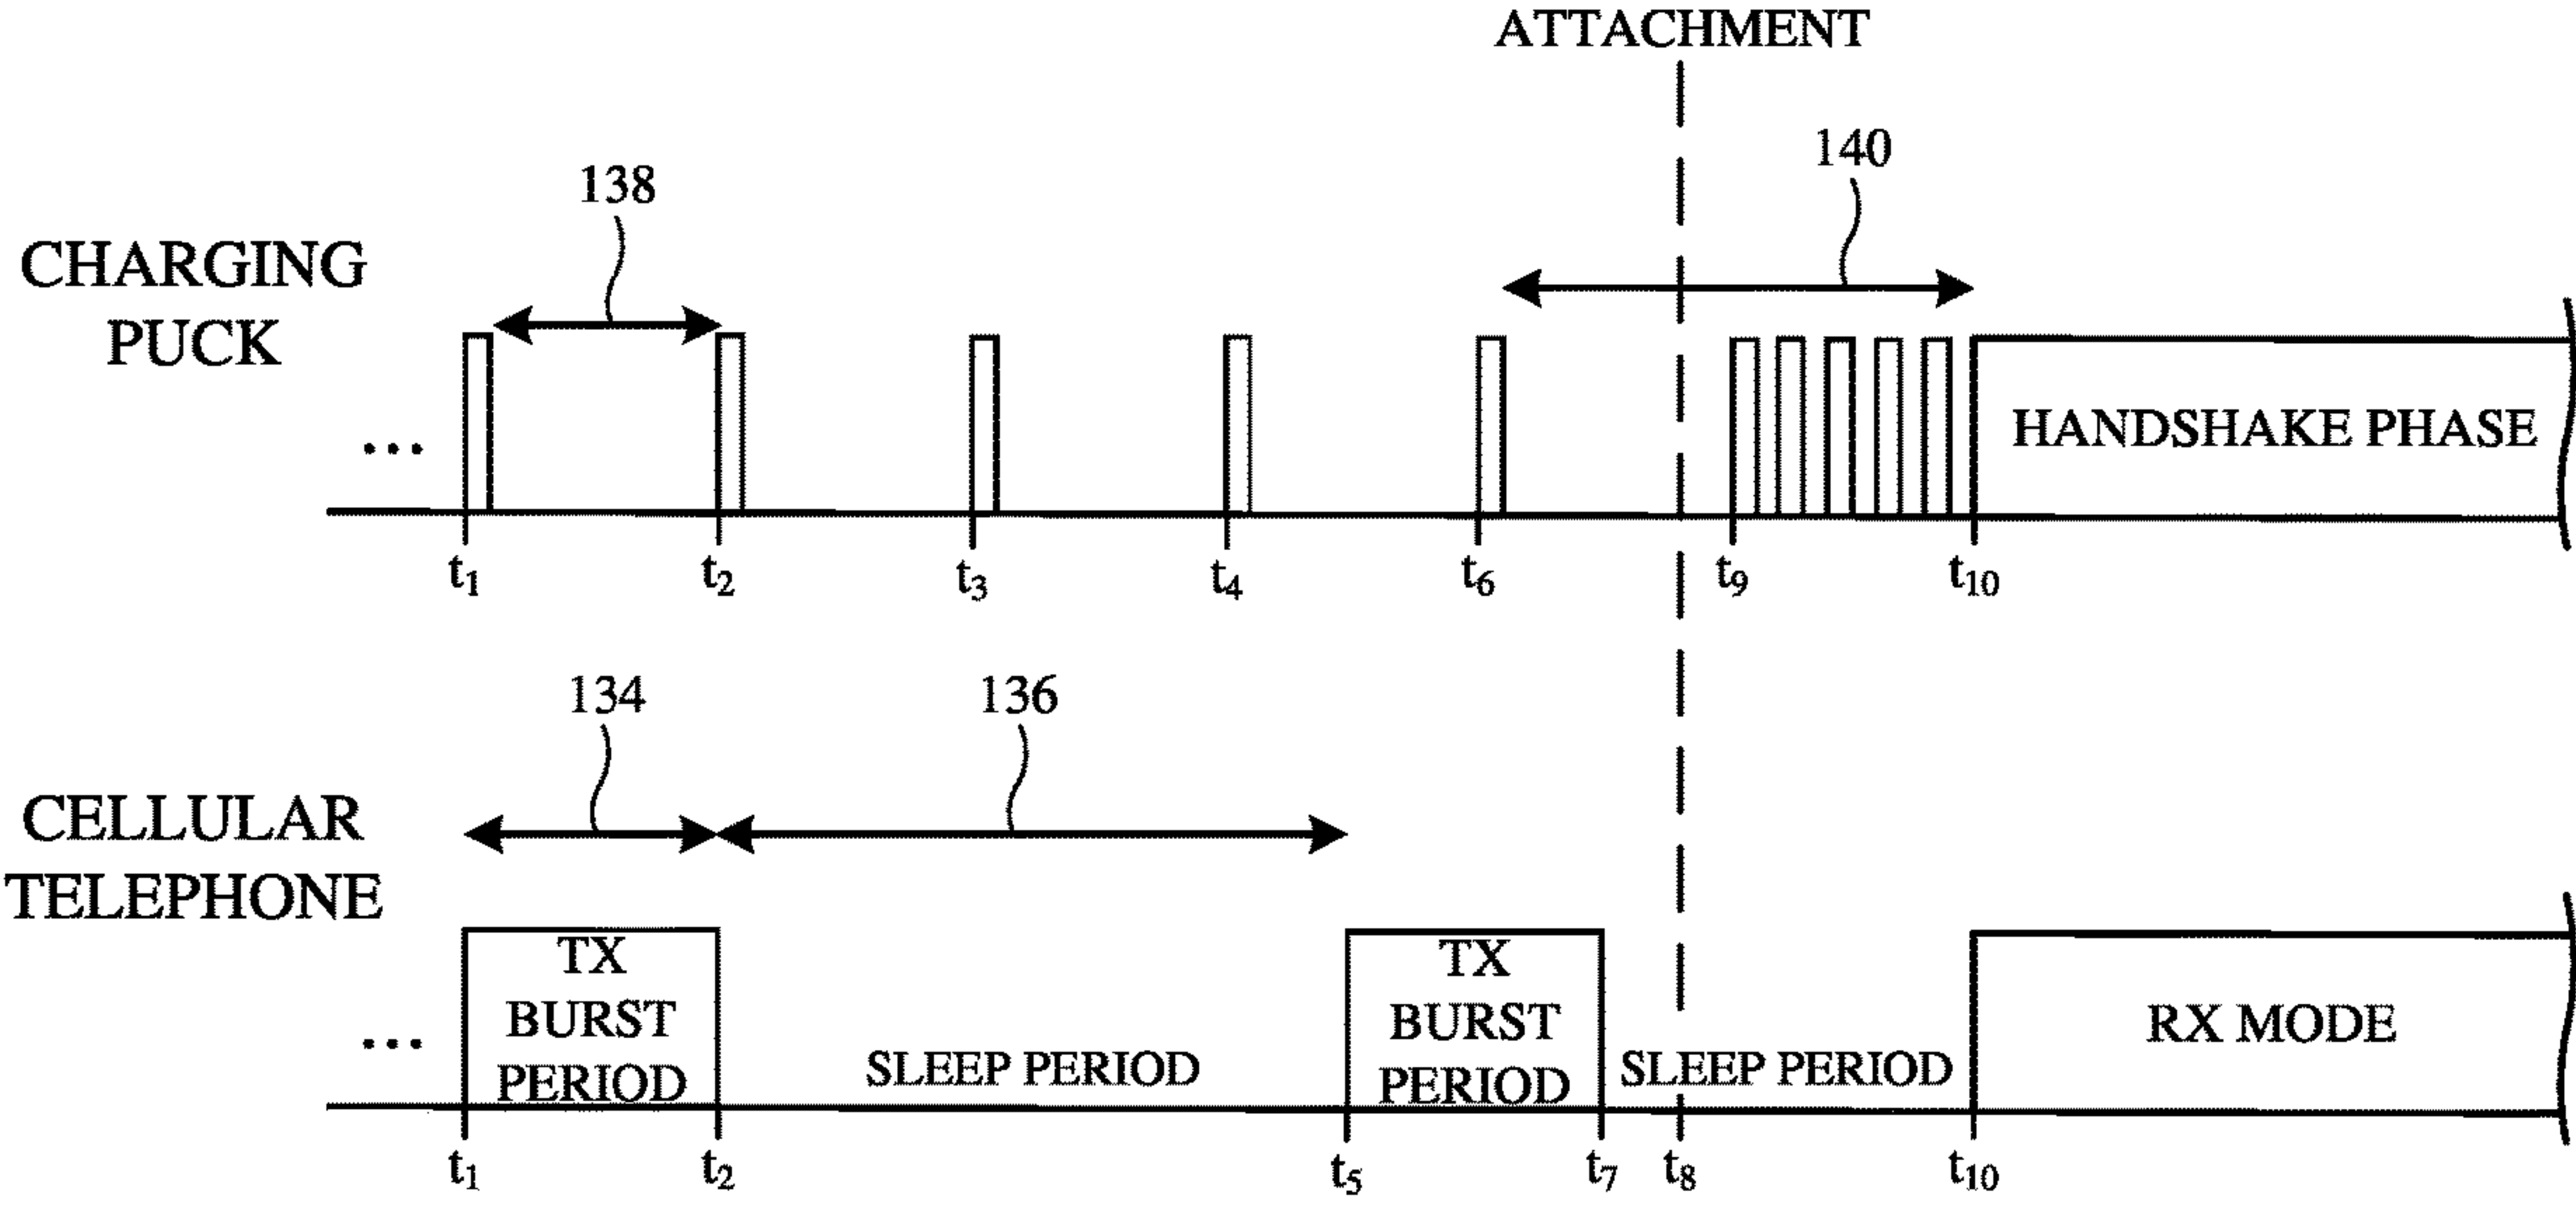 ATTACHMENT
138
140
CHARGING
PUCK
...
HANDSHAKE PHASE
t₁ t₂ t₃ t₄ t₆ t₉ t₁₀
134
136
CELLULAR
TELEPHONE
...
TX
BURST
PERIOD
SLEEP PERIOD
TX
BURST
PERIOD
SLEEP PERIOD
RX MODE
t₁ t₂ t₅ t₇ t₈ t₁₀